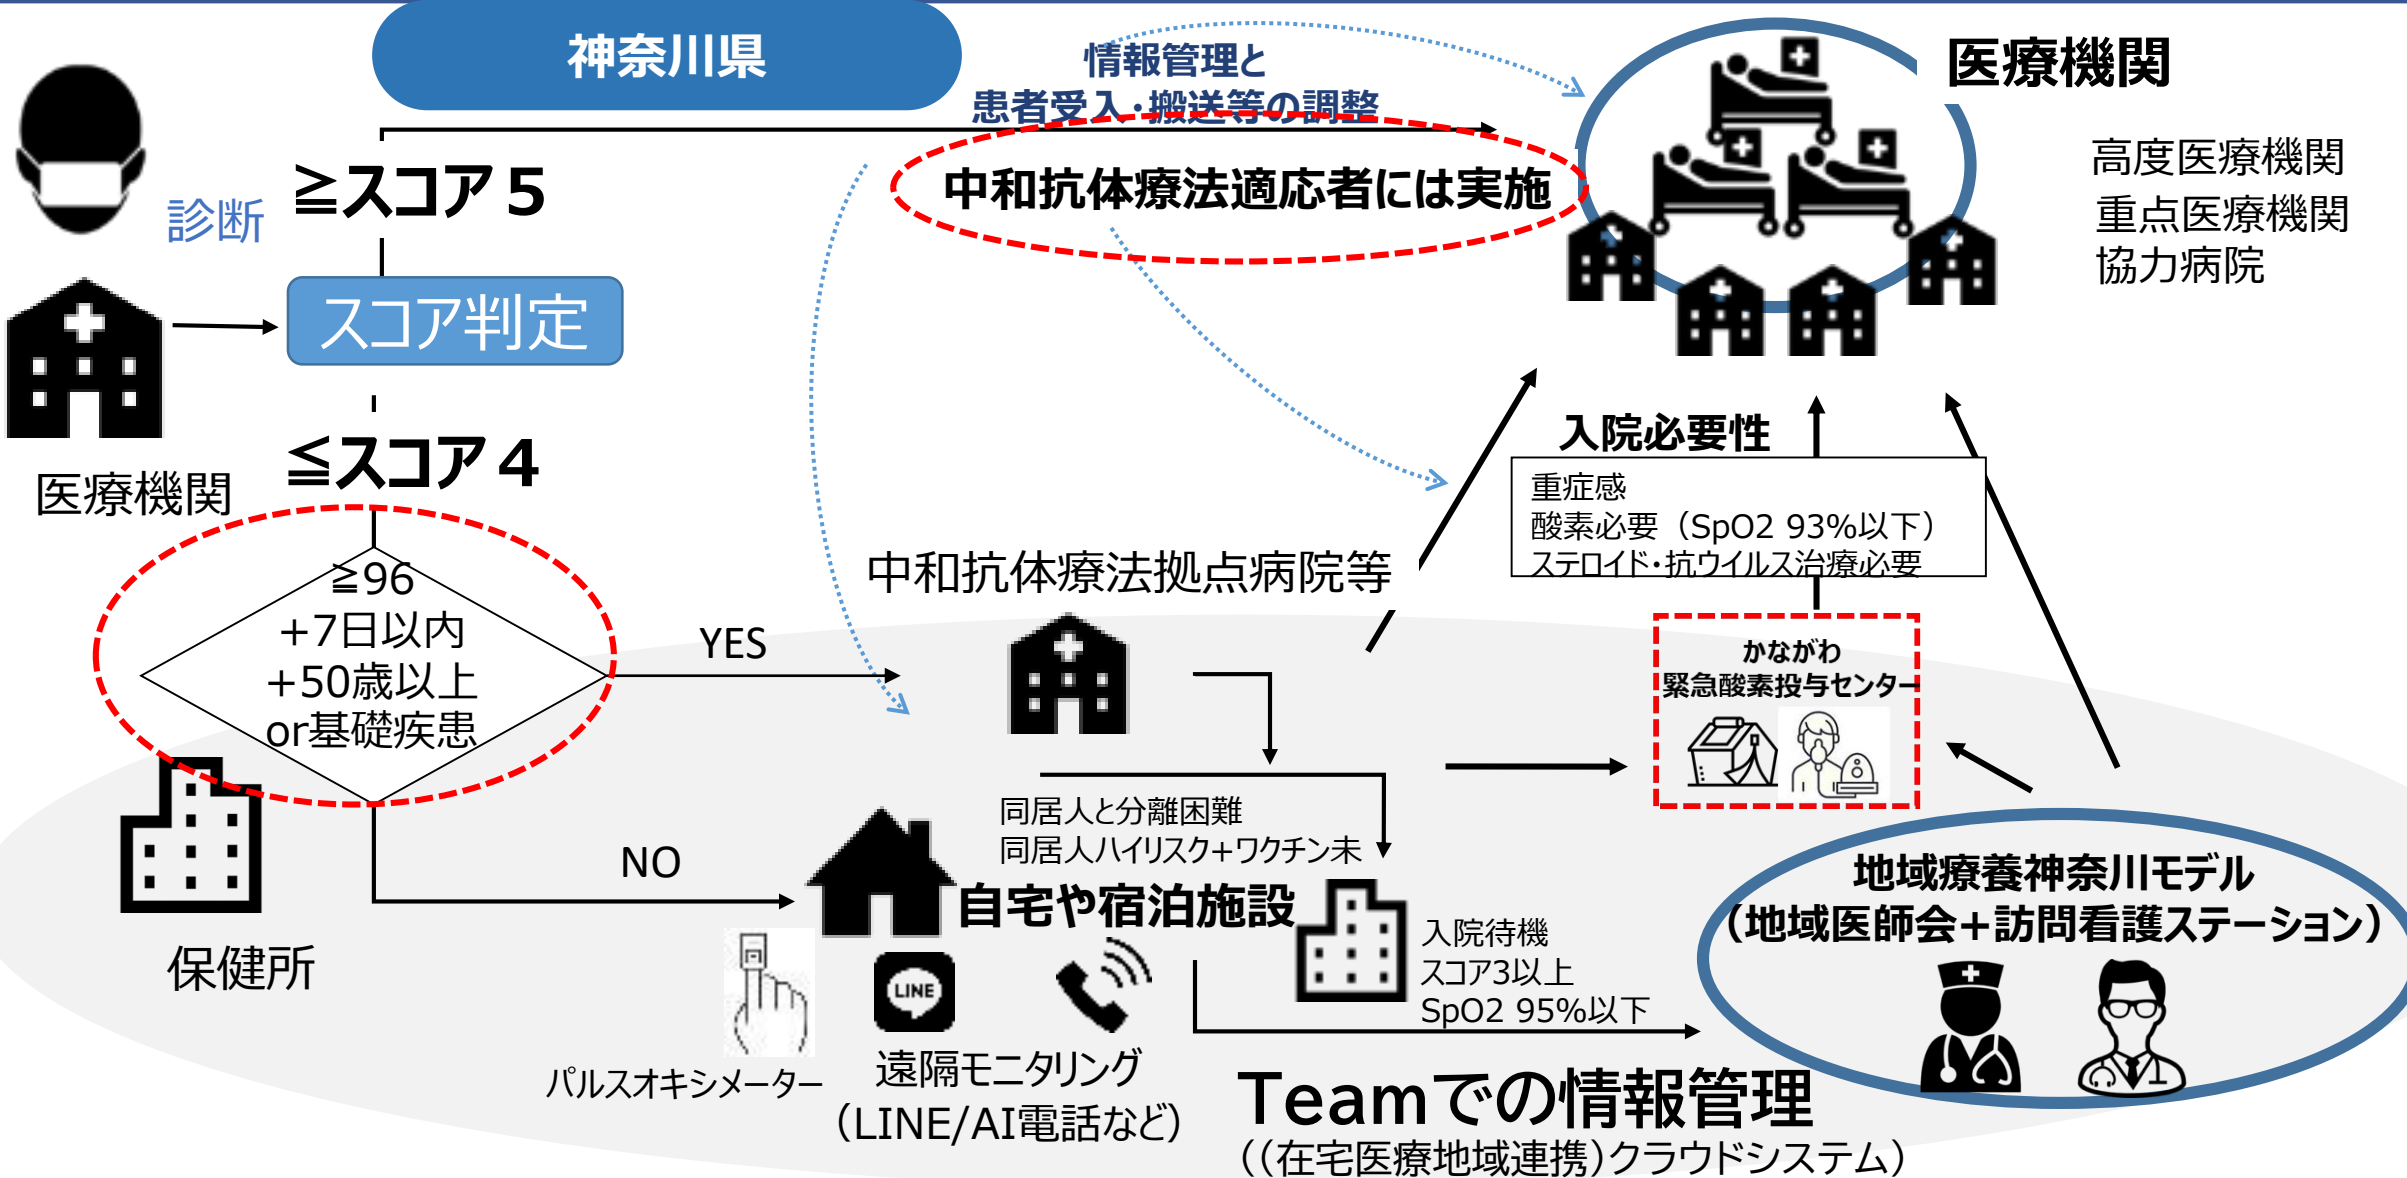 神奈川県
情報管理と
患者受入・搬送等の調整
医療機関
高度医療機関
重点医療機関
協力病院
診断
≧スコア5
中和抗体療法適応者には実施
スコア判定
≦スコア4
医療機関
入院必要性
重症感
酸素必要（SpO2 93%以下）
ステロイド・抗ウイルス治療必要
≧96
+7日以内
+50歳以上
or基礎疾患
YES
中和抗体療法拠点病院等
かながわ
緊急酸素投与センター
NO
同居人と分離困難
同居人ハイリスク+ワクチン未
自宅や宿泊施設
保健所
入院待機
スコア3以上
SpO2 95%以下
地域療養神奈川モデル
（地域医師会+訪問看護ステーション）
LINE
パルスオキシメーター
遠隔モニタリング
（LINE/AI電話など）
Teamでの情報管理
（（在宅医療地域連携）クラウドシステム）